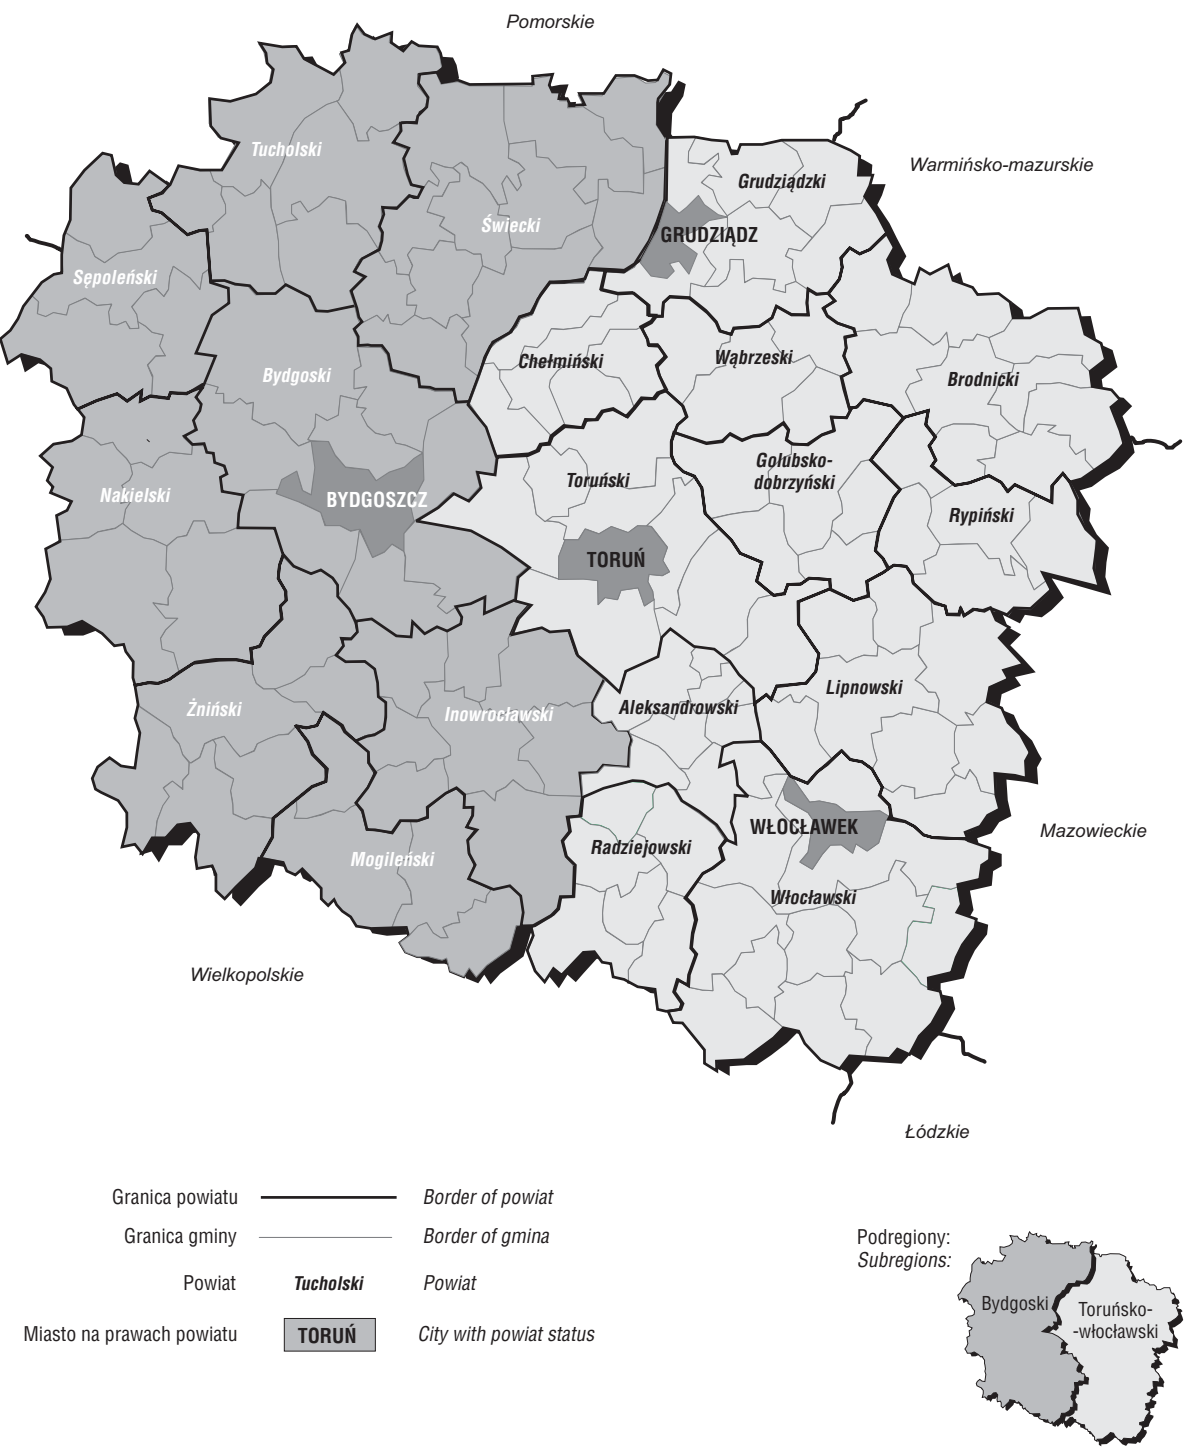 Pomorskie
Warmińsko-mazurskie
Tucholski
Grudziądzki
Świecki
GRUDZIĄDZ
Sępoleński
Chełmiński
Wąbrzeski
Bydgoski
Brodnicki
Golubsko-
dobrzyński
Toruński
Nakielski
BYDGOSZCZ
Rypiński
TORUŃ
Lipnowski
Żniński
Inowrocławski
Aleksandrowski
WŁOCŁAWEK
Mazowieckie
Radziejowski
Mogileński
Włocławski
Wielkopolskie
Łódzkie
Granica powiatu Border of powiat
Granica gminy Border of gmina
Powiat Tucholski Powiat
Miasto na prawach powiatu TORUŃ City with powiat status
Podregiony:
Subregions:
Bydgoski
Toruńsko-
-włocławski